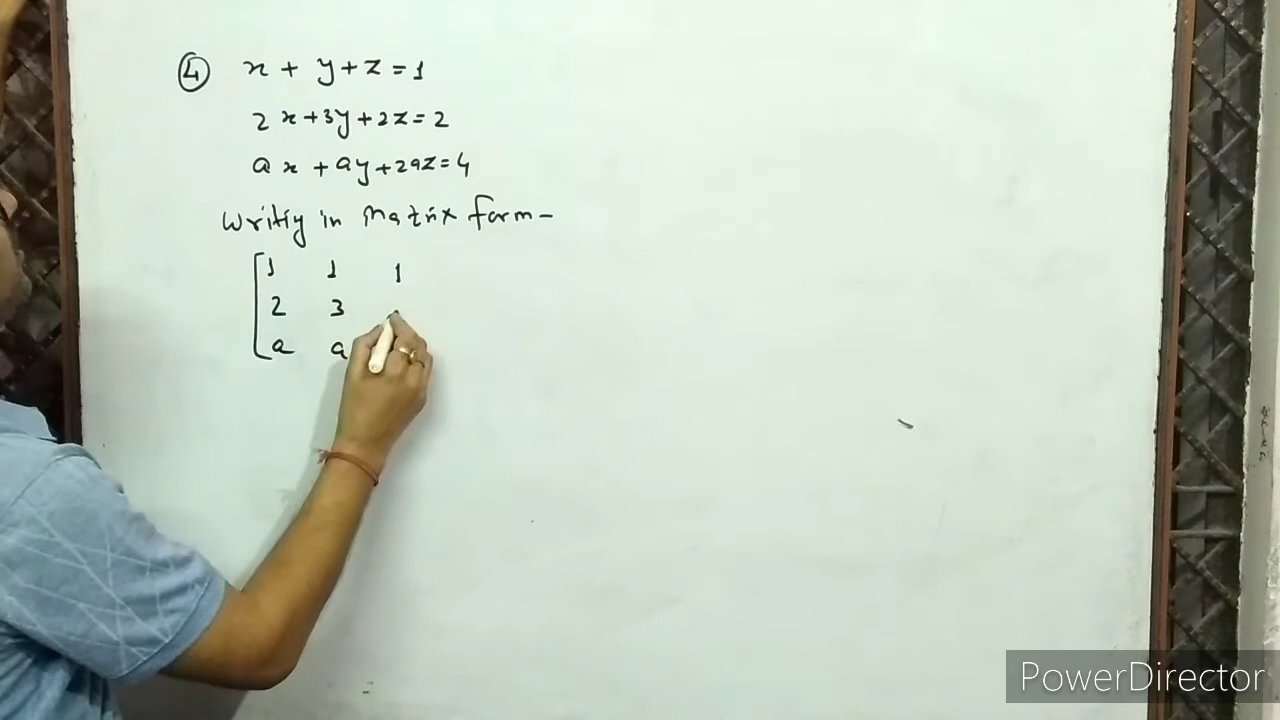 ④ x + y + z = 1
2x + 3y + 2z = 2
ax + ay + 2az = 4
Writiy in Matrix form -
1 1 1
2 3
a a
PowerDirector